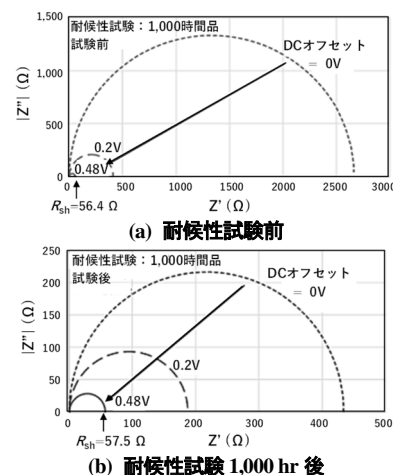 1,500
1,000
500
0
|Z"| (Ω)
耐候性試験：1,000時間品
試験前
DCオフセット
= 0V
0.2V
0.48V
0 500 1000 1500 2000 2500 3000
Rsh=56.4 Ω
Z' (Ω)
(a) 耐候性試験前
250
200
150
100
50
0
|Z"| (Ω)
耐候性試験：1,000時間品
試験後
DCオフセット
= 0V
0.2V
0.48V
0 100 200 300 400 500
Rsh=57.5 Ω
Z' (Ω)
(b) 耐候性試験 1,000 hr 後